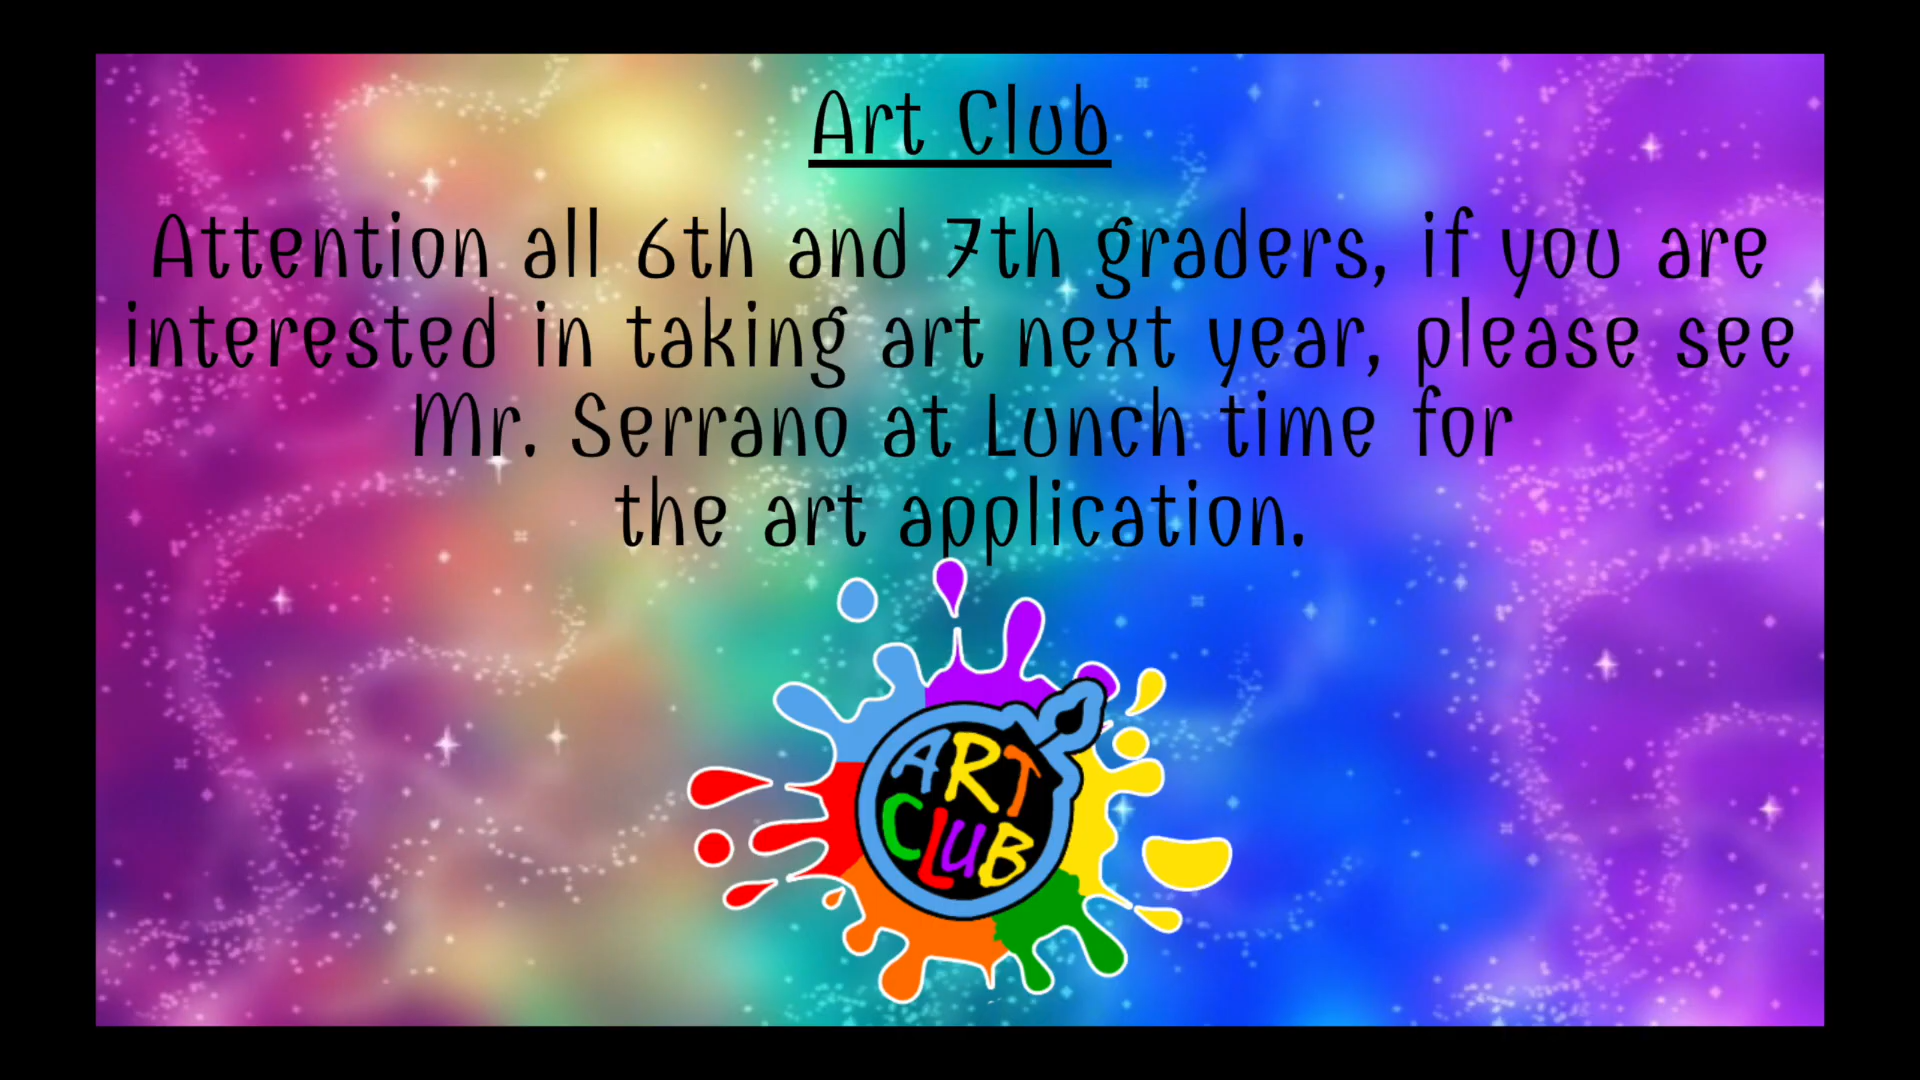 Art Club
Attention all 6th and 7th graders, if you are
interested in taking art next year, please see
Mr. Serrano at Lunch time for
the art application.
ART
CLUB